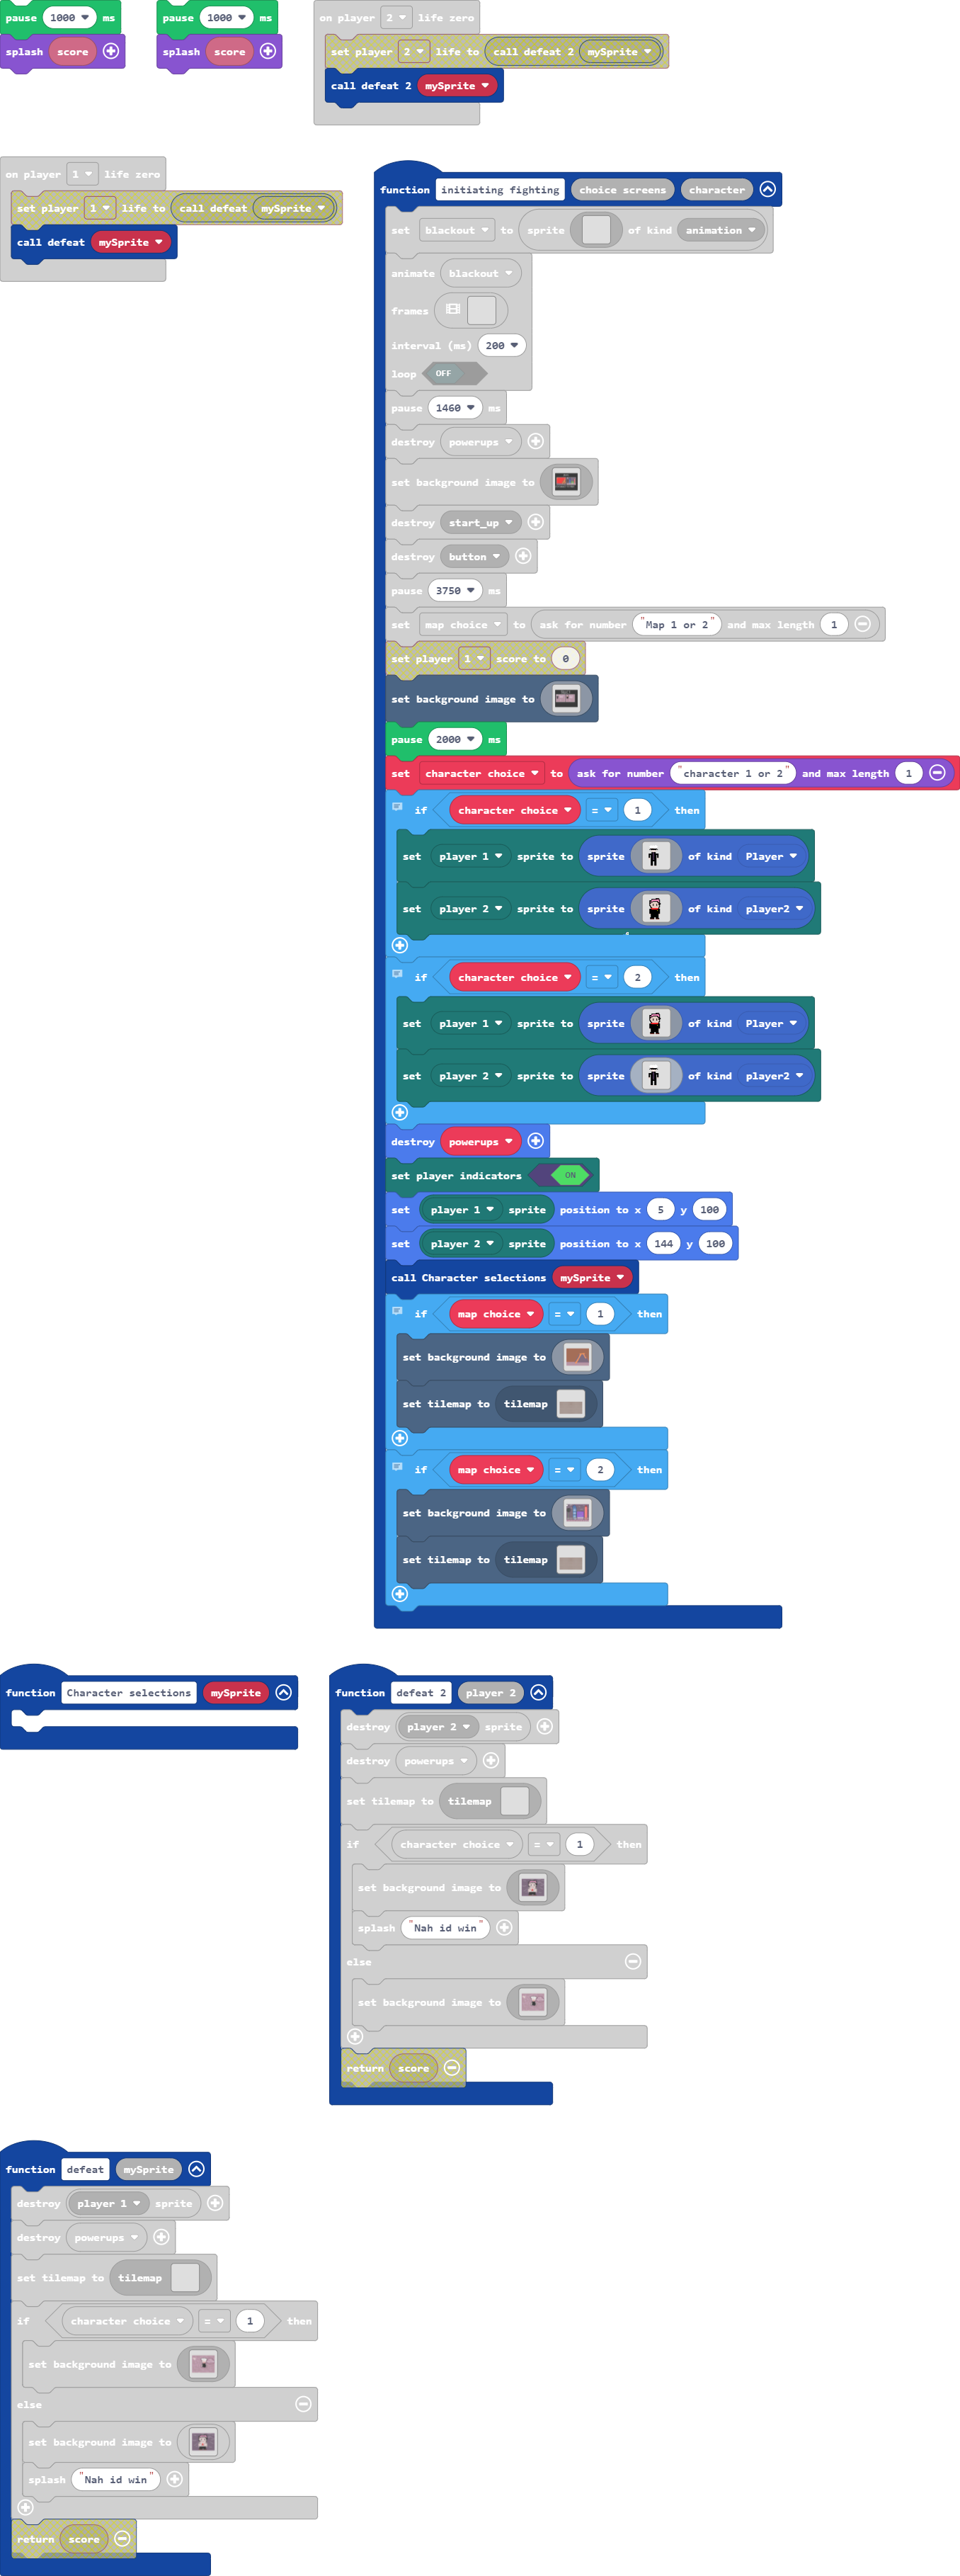 pause 1000 ms
splash score
pause 1000 ms
splash score
on player 2 life zero
set player 2 life to call defeat 2 mySprite
call defeat 2 mySprite
on player 1 life zero
set player 1 life to call defeat mySprite
call defeat mySprite
function initiating fighting choice screens character
set blackout to sprite of kind animation
animate blackout
frames
interval (ms) 200
loop OFF
pause 1460 ms
destroy powerups
set background image to
destroy start_up
destroy button
pause 3750 ms
set map choice to ask for number "Map 1 or 2" and max length 1
set player 1 score to 0
set background image to
pause 2000 ms
set character choice to ask for number "character 1 or 2" and max length 1
if character choice = 1 then
set player 1 sprite to sprite of kind Player
set player 2 sprite to sprite of kind player2
if character choice = 2 then
set player 1 sprite to sprite of kind Player
set player 2 sprite to sprite of kind player2
destroy powerups
set player indicators ON
set player 1 sprite position to x 5 y 100
set player 2 sprite position to x 144 y 100
call Character selections mySprite
if map choice = 1 then
set background image to
set tilemap to tilemap
if map choice = 2 then
set background image to
set tilemap to tilemap
function Character selections mySprite
function defeat 2 player 2
destroy player 2 sprite
destroy powerups
set tilemap to tilemap
if character choice = 1 then
set background image to
splash "Nah id win"
else
set background image to
return score
function defeat mySprite
destroy player 1 sprite
destroy powerups
set tilemap to tilemap
if character choice = 1 then
set background image to
else
set background image to
splash "Nah id win"
return score